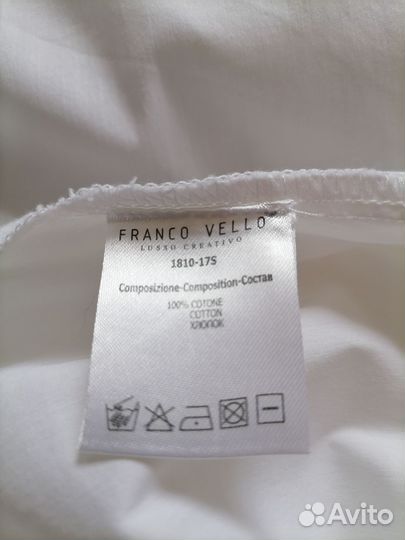 FRANCO VELLO
LUSSO CREATIVO
1810-17S
Composizione-Composition-Состав
100% COTONE
COTTON
ХЛОПОК
Avito